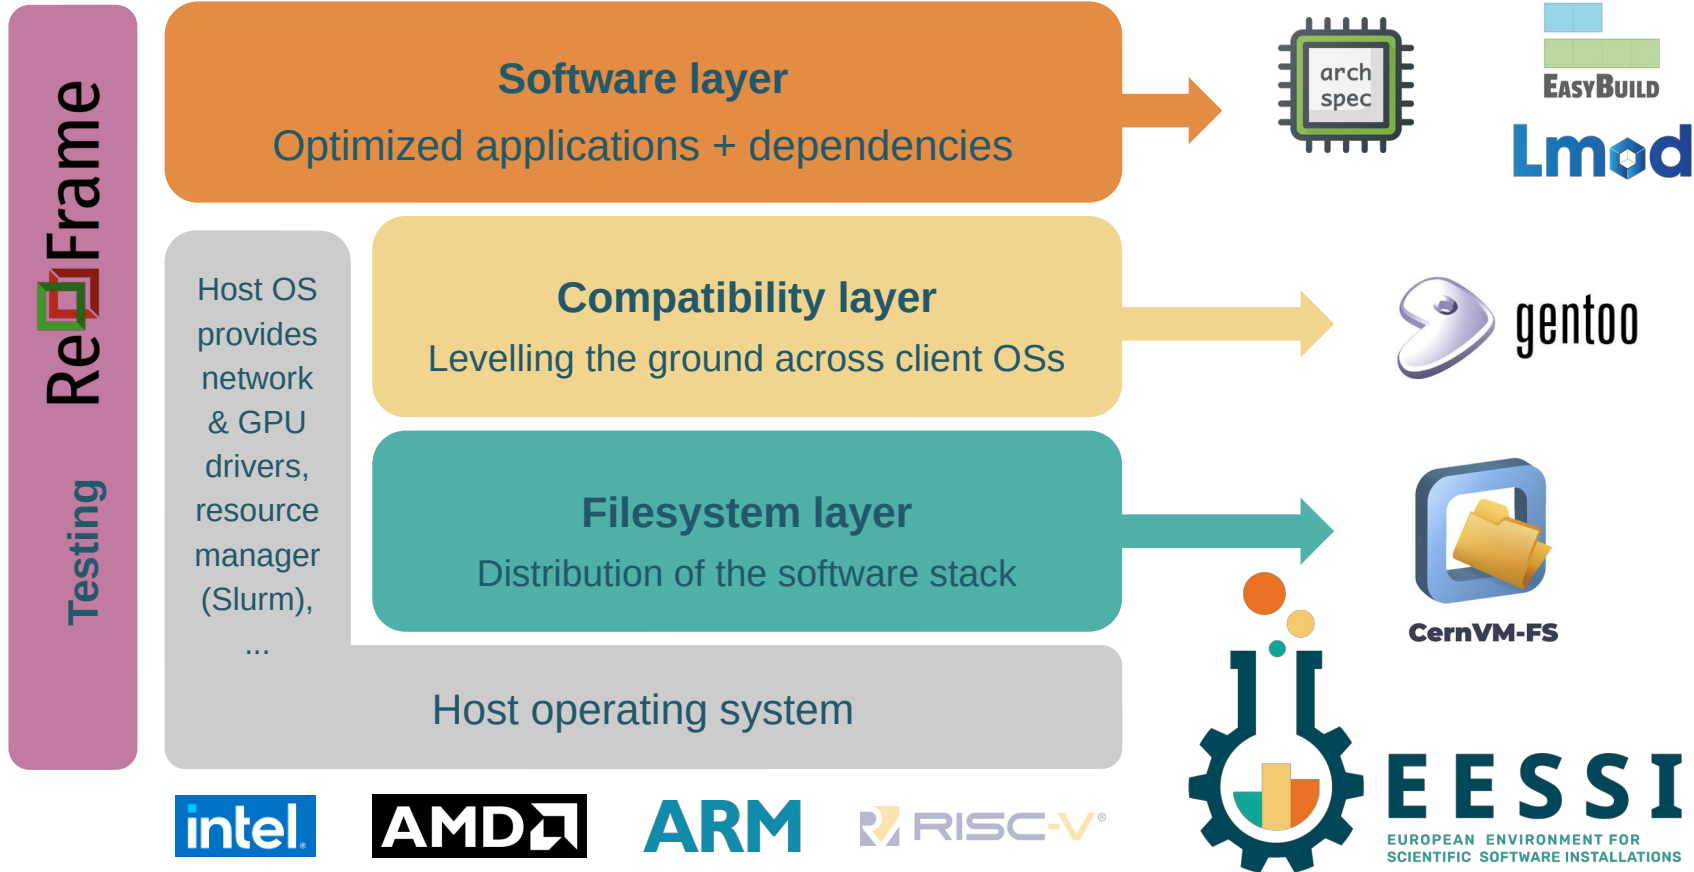 ReFrame
Testing
Software layer
Optimized applications + dependencies
arch
spec
EASYBUILD
Lmod
Host OS
provides
network
& GPU
drivers,
resource
manager
(Slurm),
...
Compatibility layer
Levelling the ground across client OSs
gentoo
Filesystem layer
Distribution of the software stack
CernVM-FS
Host operating system
intel.
AMD
ARM
RISC-V®
EESSI
EUROPEAN ENVIRONMENT FOR
SCIENTIFIC SOFTWARE INSTALLATIONS